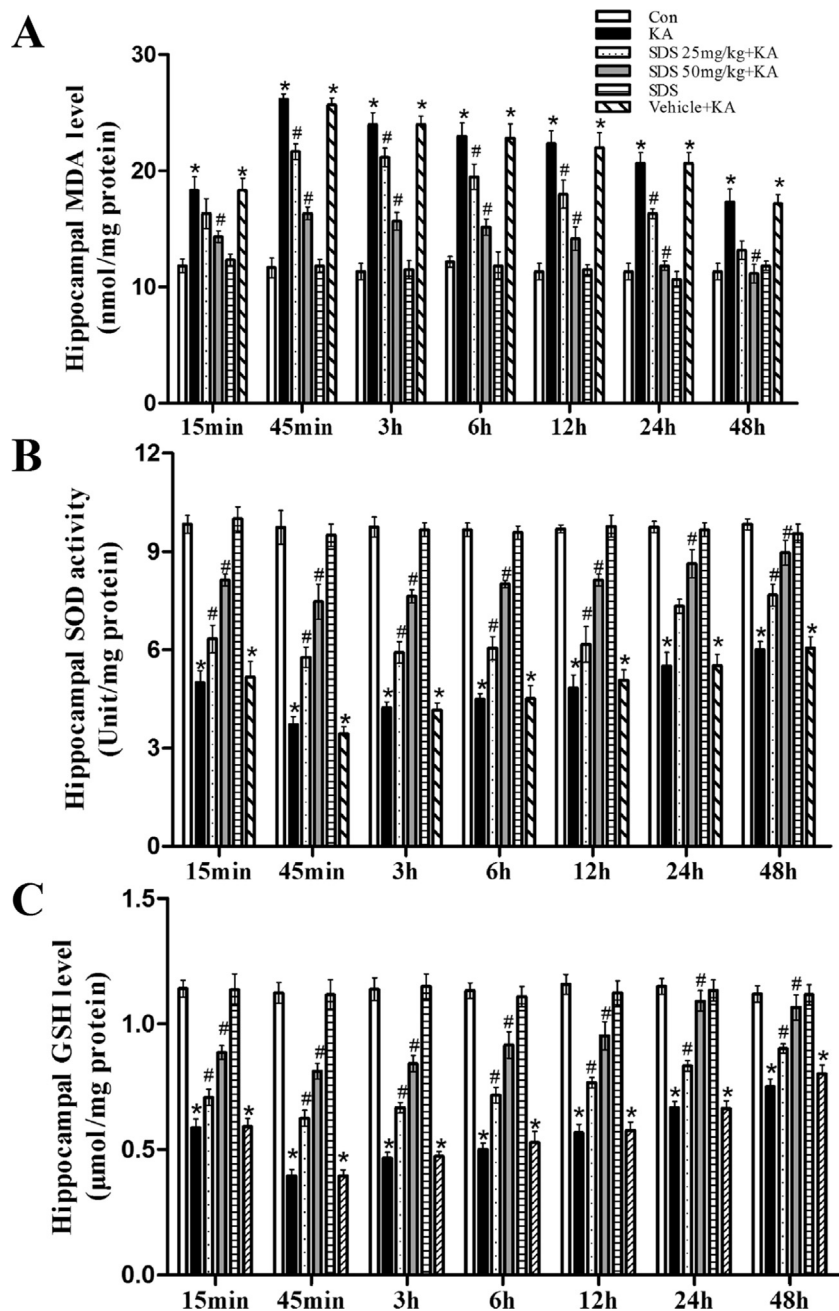 A
Con
KA
SDS 25mg/kg+KA
SDS 50mg/kg+KA
SDS
Vehicle+KA
Hippocampal MDA level
(nmol/mg protein)
30
20
10
0
* * * * * * * * * * * * * *
# # # # # # # # # # # #
15min 45min 3h 6h 12h 24h 48h
B
Hippocampal SOD activity
(Unit/mg protein)
12
9
6
3
0
# # # # # # # # # # # # #
* * * * * * * * * * * * * *
15min 45min 3h 6h 12h 24h 48h
C
Hippocampal GSH level
(μmol/mg protein)
1.5
1.0
0.5
0.0
# # # # # # # # # # # # # #
* * * * * * * * * * * * * *
15min 45min 3h 6h 12h 24h 48h